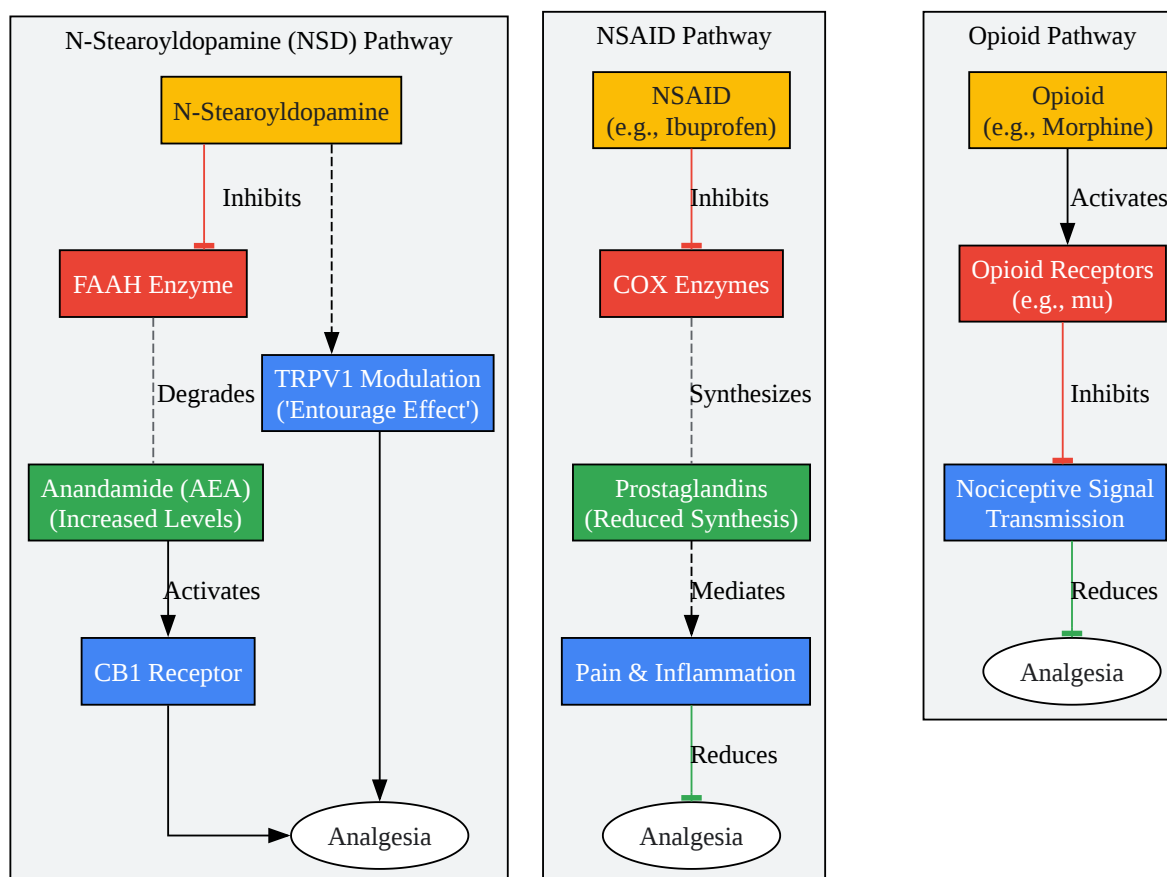 N-Stearoyldopamine (NSD) Pathway
N-Stearoyldopamine
Inhibits
FAAH Enzyme
Degrades
TRPV1 Modulation
('Entourage Effect')
Anandamide (AEA)
(Increased Levels)
Activates
CB1 Receptor
Analgesia
NSAID Pathway
NSAID
(e.g., Ibuprofen)
Inhibits
COX Enzymes
Synthesizes
Prostaglandins
(Reduced Synthesis)
Mediates
Pain & Inflammation
Reduces
Analgesia
Opioid Pathway
Opioid
(e.g., Morphine)
Activates
Opioid Receptors
(e.g., mu)
Inhibits
Nociceptive Signal
Transmission
Reduces
Analgesia